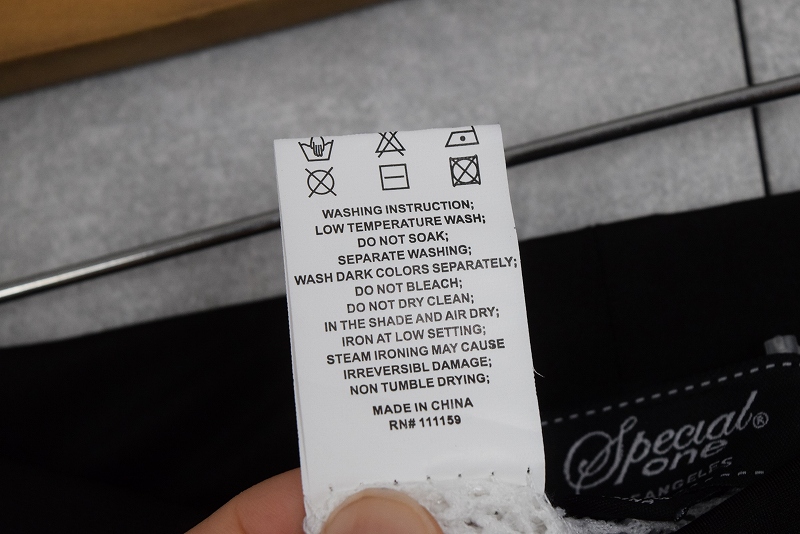 WASHING INSTRUCTION;
LOW TEMPERATURE WASH;
DO NOT SOAK;
SEPARATE WASHING;
WASH DARK COLORS SEPARATELY;
DO NOT BLEACH;
DO NOT DRY CLEAN;
IN THE SHADE AND AIR DRY;
IRON AT LOW SETTING;
STEAM IRONING MAY CAUSE
IRREVERSIBL DAMAGE;
NON TUMBLE DRYING;
MADE IN CHINA
RN# 111159
Special®
one
ANGELES